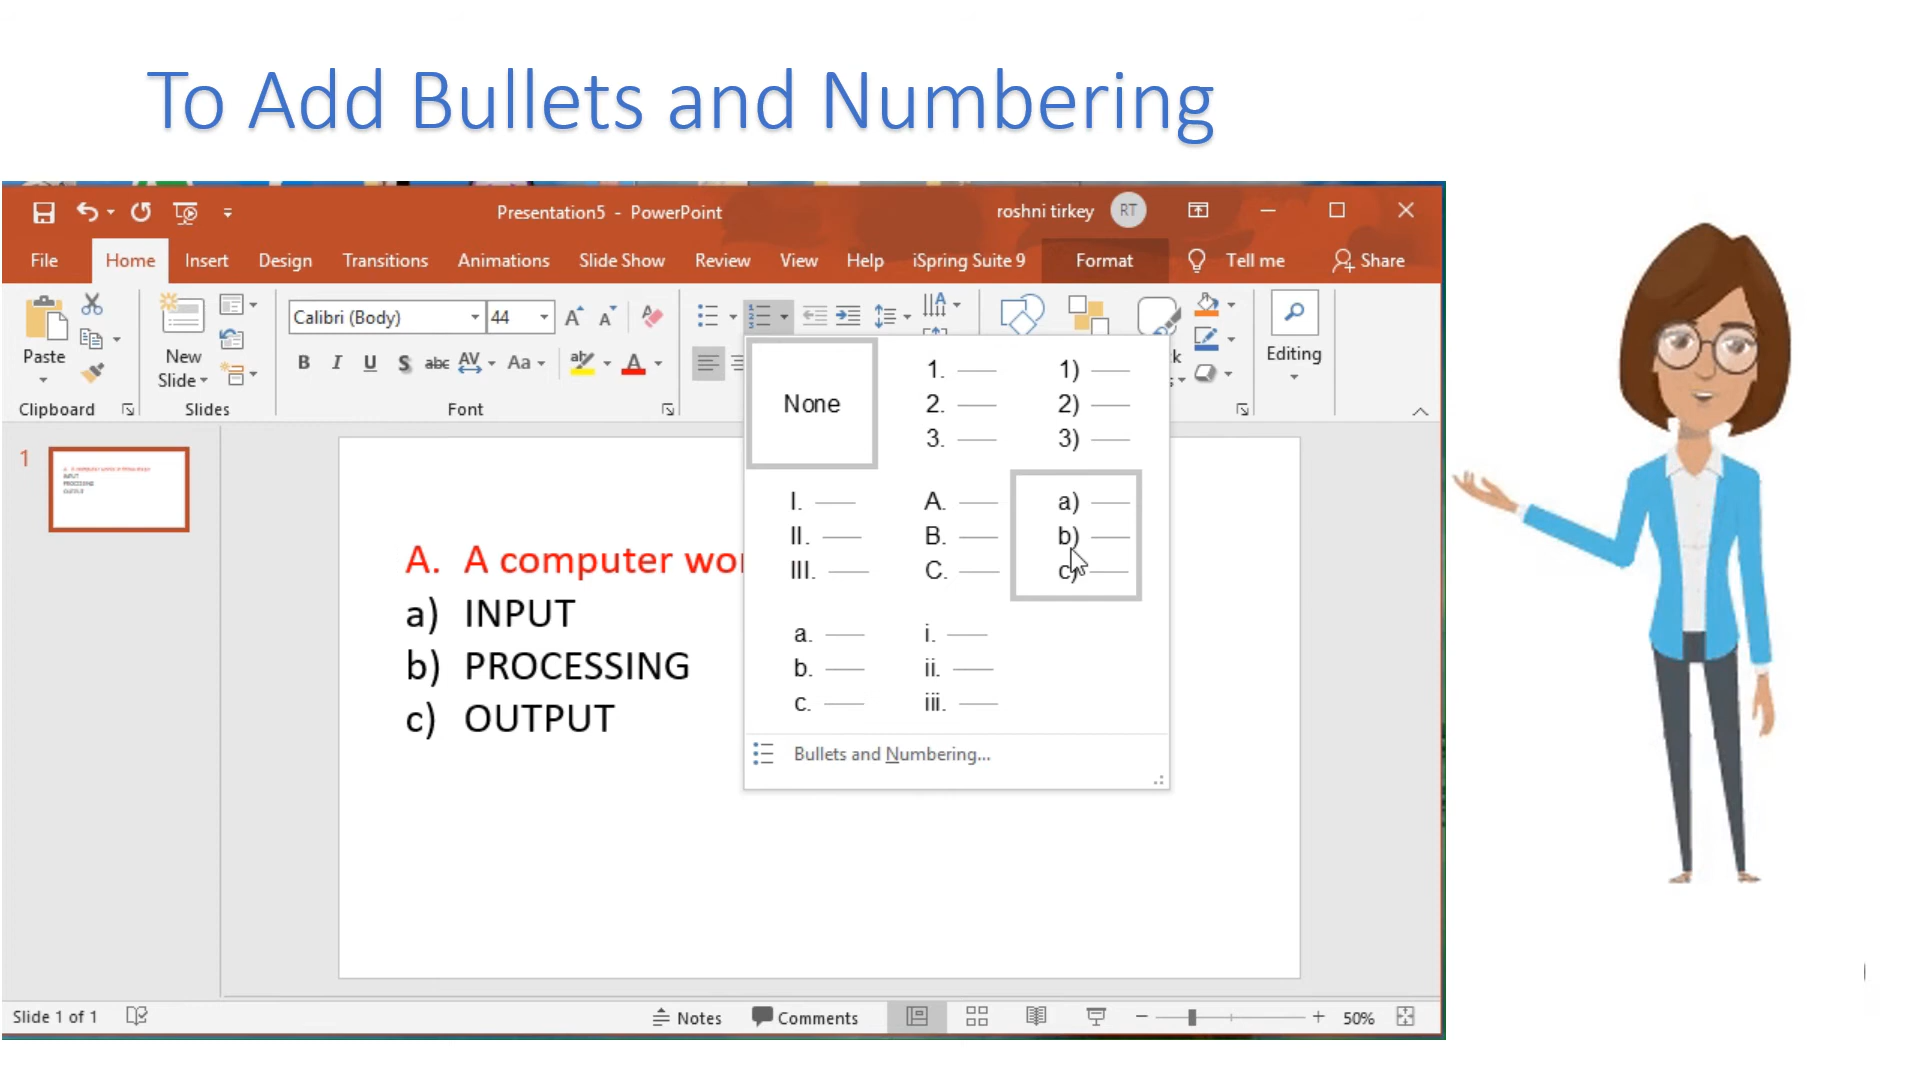 To Add Bullets and Numbering
Presentation5 - PowerPoint
roshni tirkey RT
File Home Insert Design Transitions Animations Slide Show Review View Help iSpring Suite 9 Format Tell me Share
Calibri (Body) 44
Paste
New
Slide
B I U S abc AV Aa aby A
Editing
Clipboard Slides Font
None
1.
2.
3.
1)
2)
3)
I.
II.
III.
A.
B.
C.
a)
b)
c)
a.
b.
c.
i.
ii.
iii.
Bullets and Numbering...
1
A. A computer
a) INPUT
b) PROCESSING
c) OUTPUT
Slide 1 of 1
Notes Comments 50%